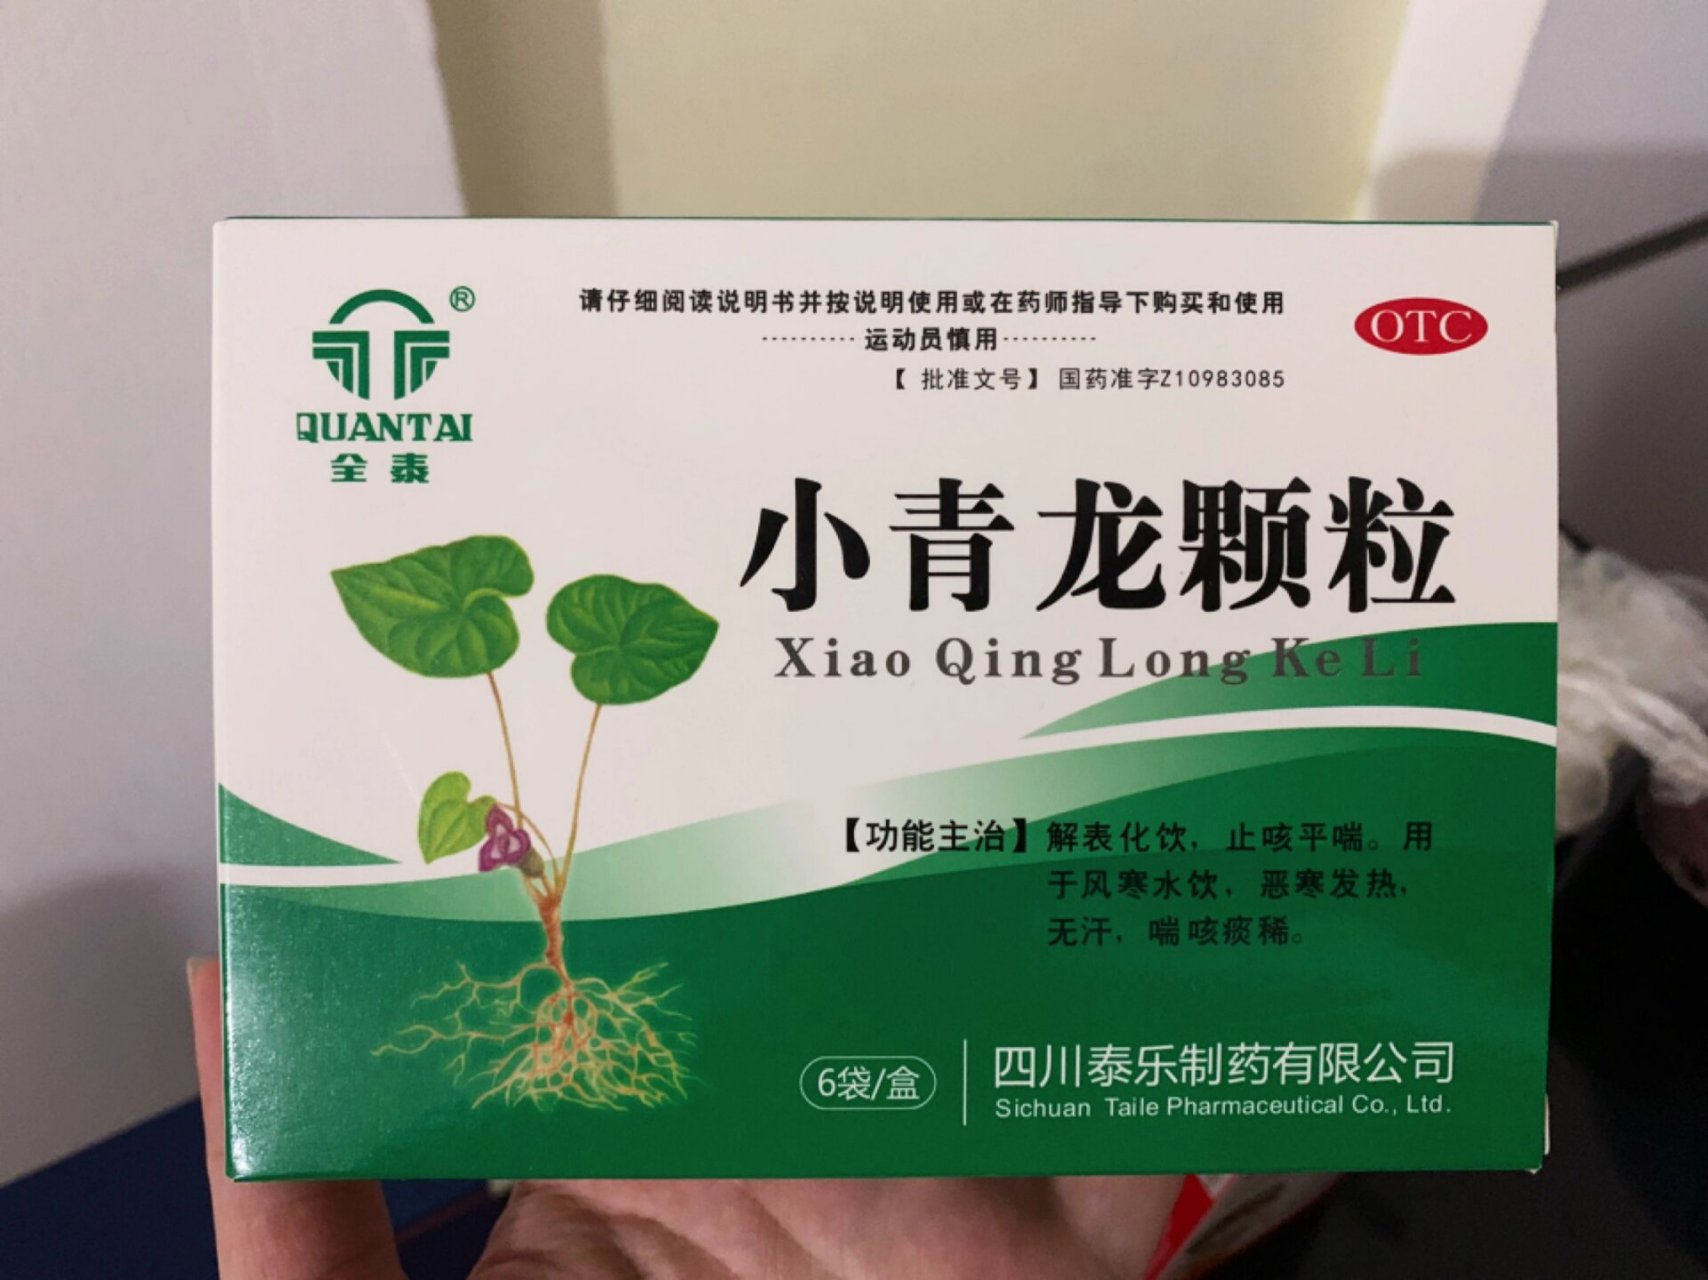 ®
QUANTAI
全泰
请仔细阅读说明书并按说明使用或在药师指导下购买和使用
运动员慎用
【批准文号】国药准字Z10983085
OTC
小青龙颗粒
Xiao Qing Long Ke Li
【功能主治】解表化饮，止咳平喘。用
于风寒水饮，恶寒发热，
无汗，喘咳痰稀。
6袋/盒
四川泰乐制药有限公司
Sichuan Taile Pharmaceutical Co., Ltd.